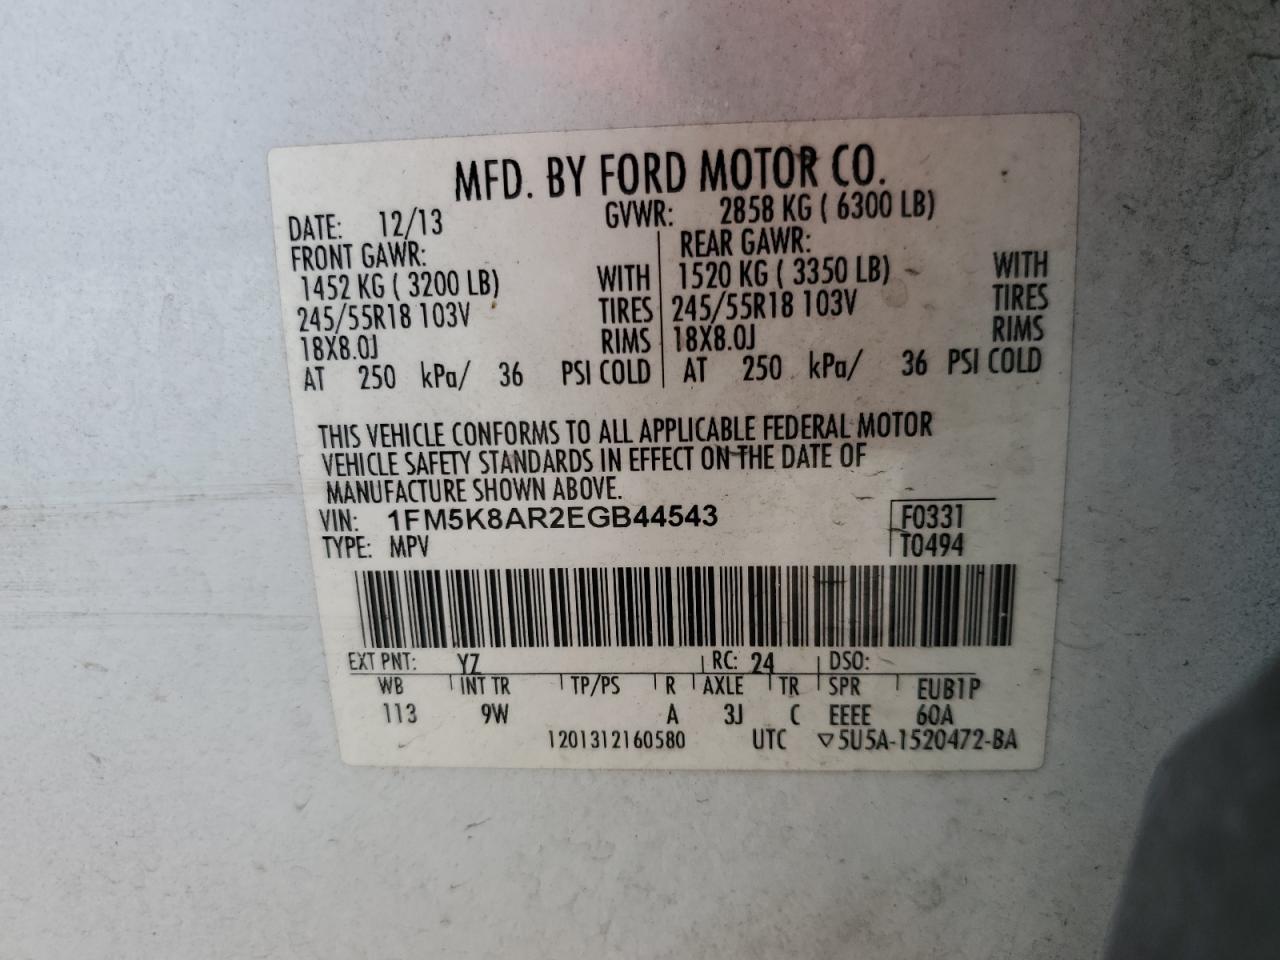 MFD. BY FORD MOTOR CO.
DATE: 12/13 GVWR: 2858 KG ( 6300 LB)
FRONT GAWR: REAR GAWR:
1452 KG ( 3200 LB) WITH 1520 KG ( 3350 LB) WITH
245/55R18 103V TIRES 245/55R18 103V TIRES
18X8.0J RIMS 18X8.0J RIMS
AT 250 kPa/ 36 PSI COLD AT 250 kPa/ 36 PSI COLD
THIS VEHICLE CONFORMS TO ALL APPLICABLE FEDERAL MOTOR
VEHICLE SAFETY STANDARDS IN EFFECT ON THE DATE OF
MANUFACTURE SHOWN ABOVE.
VIN: 1FM5K8AR2EGB44543 F0331
TYPE: MPV T0494
EXT PNT: YZ RC: 24 DSO:
WB INT TR TP/PS R AXLE TR SPR EUB1P
113 9W A 3J C EEEE 60A
1201312160580 UTC ▽5U5A-1520472-BA